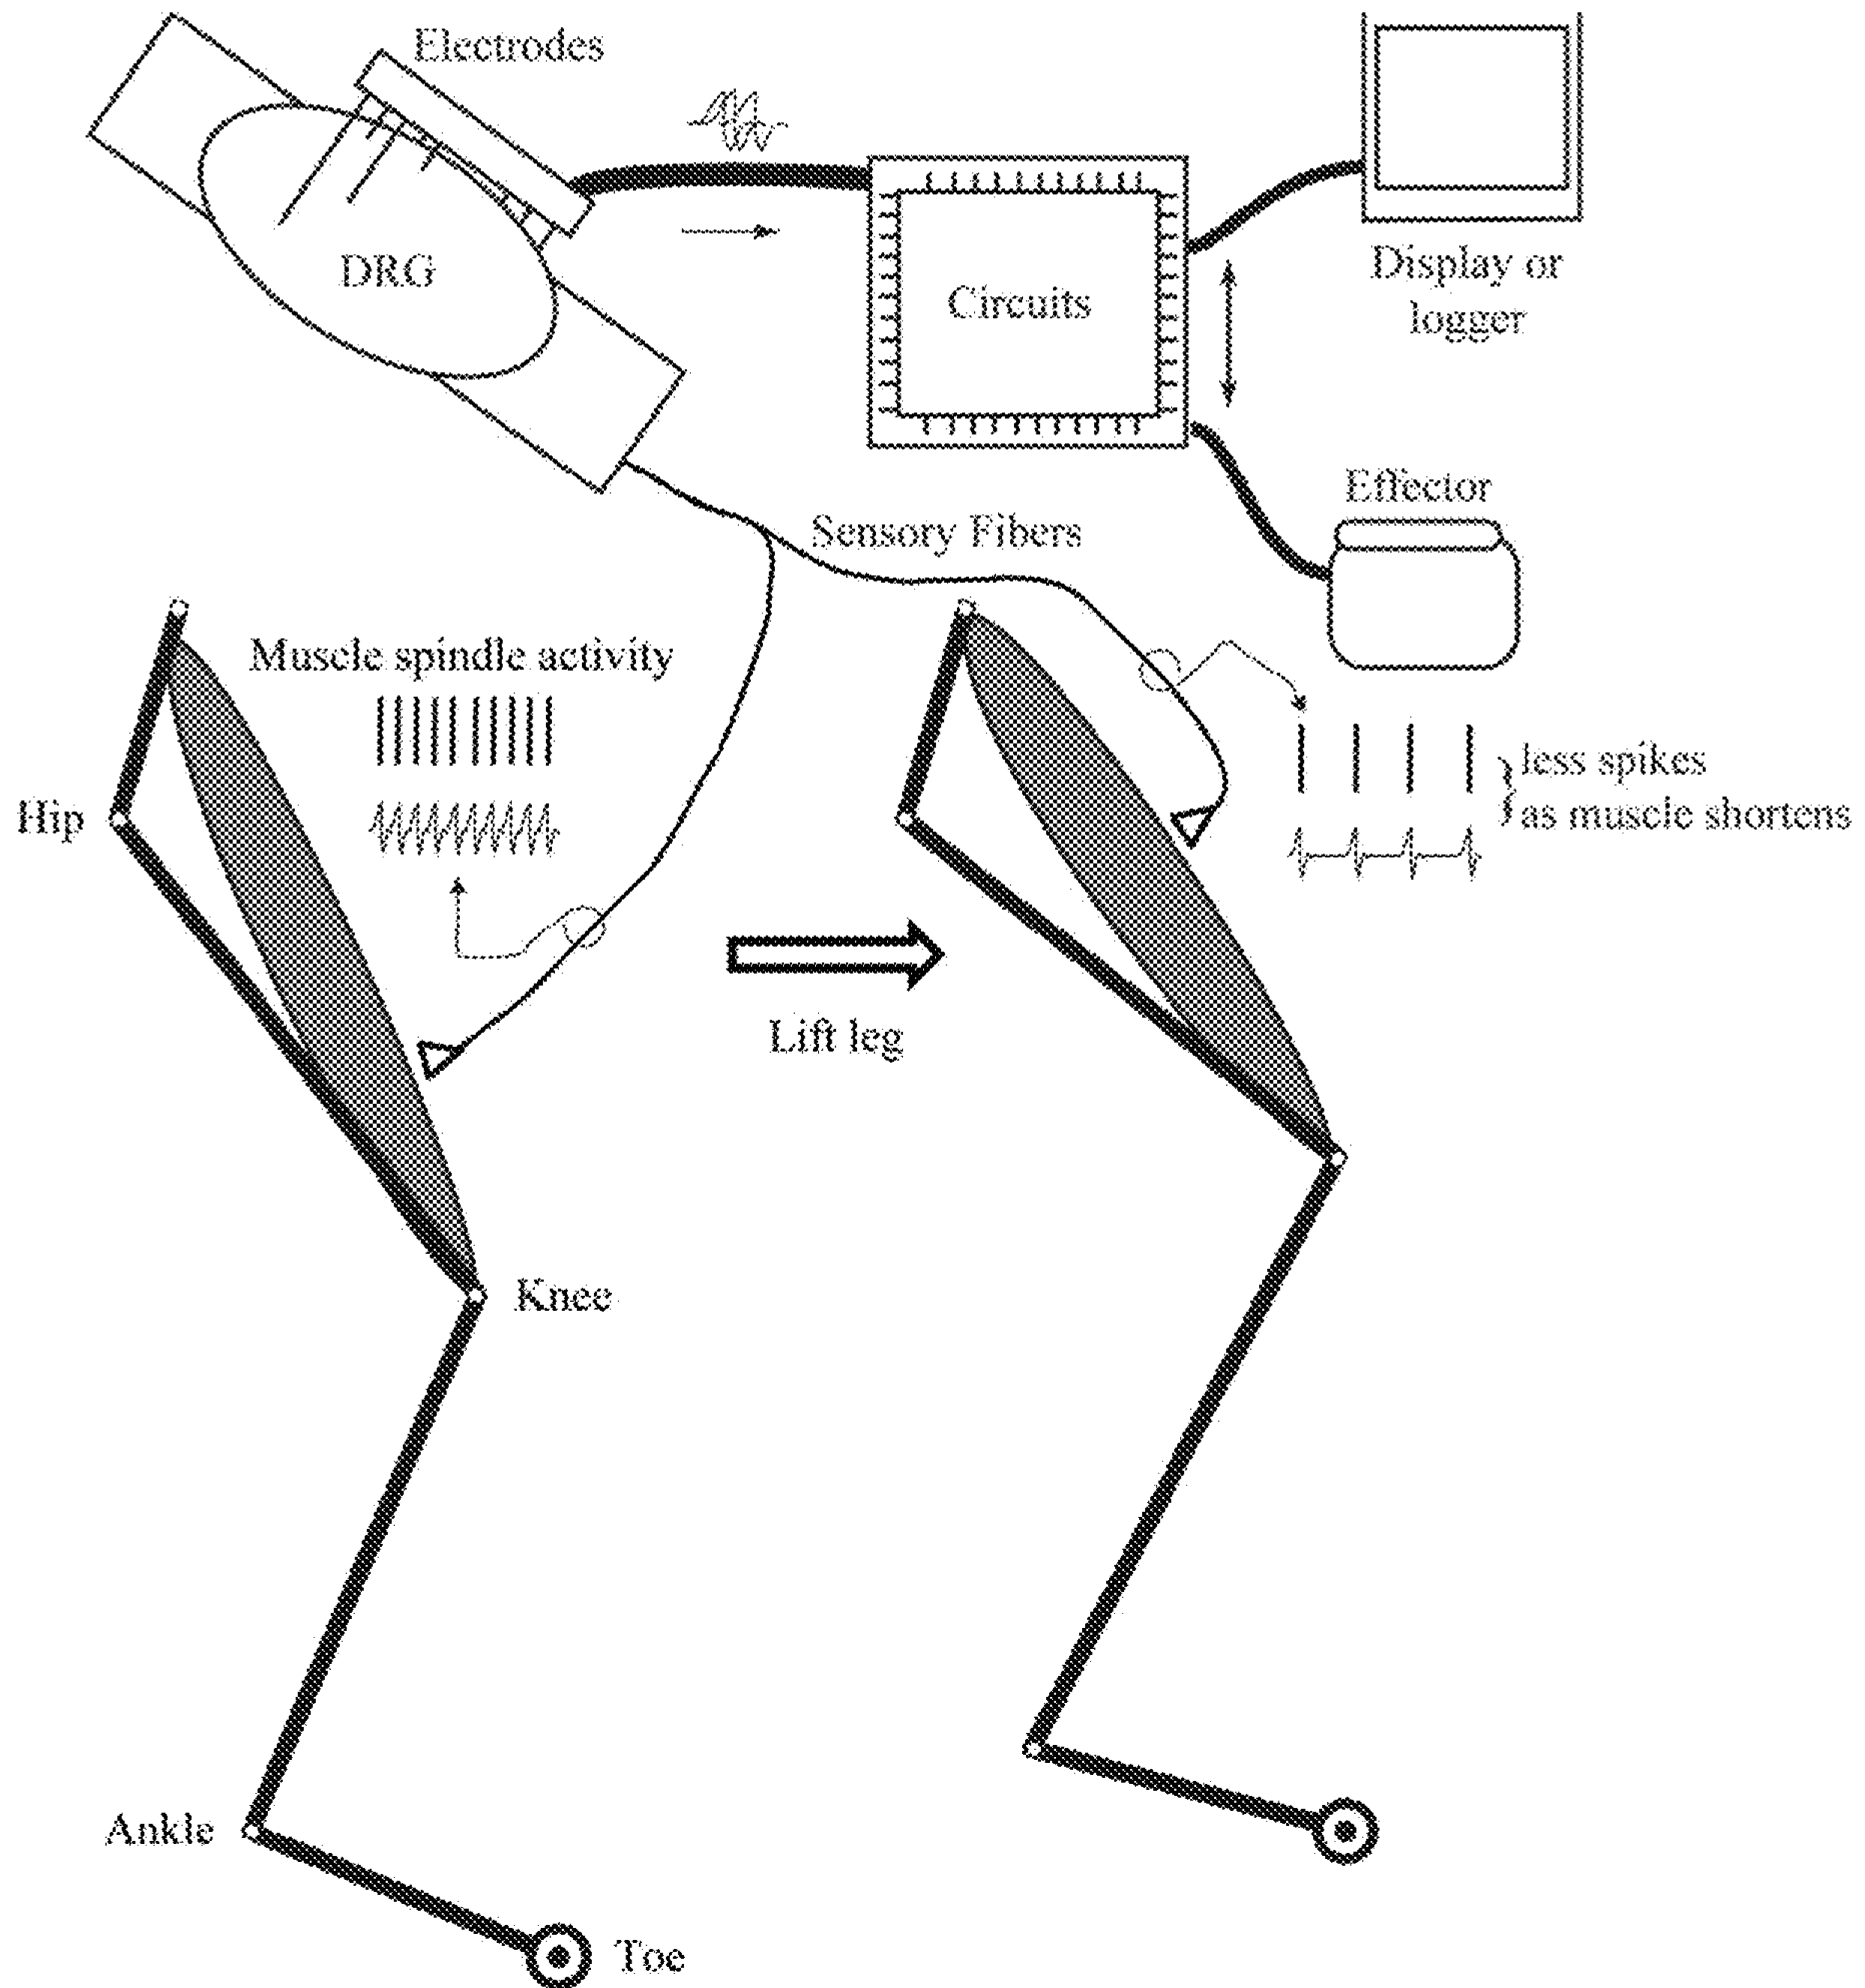 Electrodes
DRG
Circuits
Display or
logger
Effector
Sensory Fibers
Muscle spindle activity
less spikes
as muscle shortens
Hip
Lift leg
Knee
Ankle
Toe